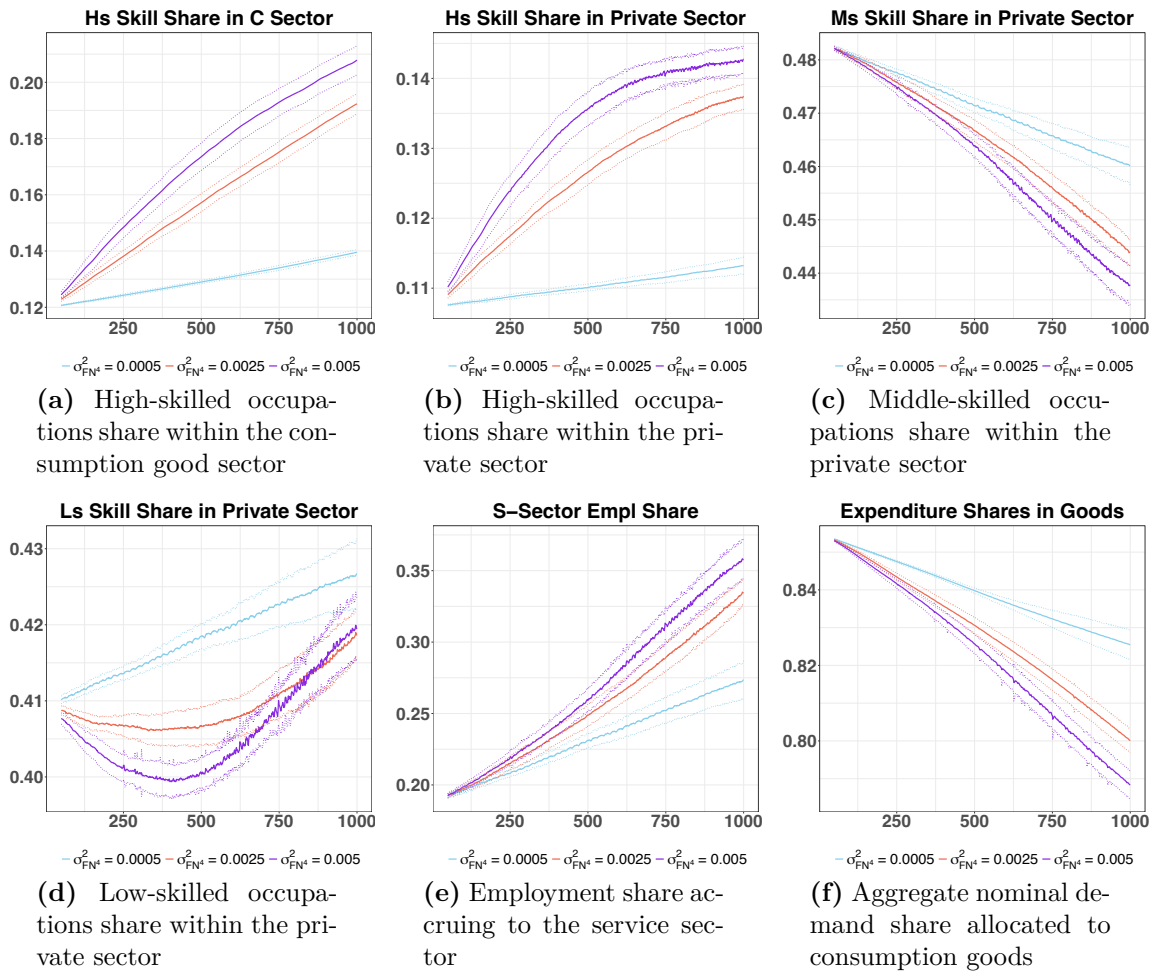 Hs Skill Share in C Sector
0.20
0.18
0.16
0.14
0.12
250 500 750 1000
σ²FN⁴ = 0.0005 σ²FN⁴ = 0.0025 σ²FN⁴ = 0.005
(a) High-skilled occupa-
tions share within the con-
sumption good sector
Hs Skill Share in Private Sector
0.14
0.13
0.12
0.11
250 500 750 1000
σ²FN⁴ = 0.0005 σ²FN⁴ = 0.0025 σ²FN⁴ = 0.005
(b) High-skilled occupa-
tions share within the pri-
vate sector
Ms Skill Share in Private Sector
0.48
0.47
0.46
0.45
0.44
250 500 750 1000
σ²FN⁴ = 0.0005 σ²FN⁴ = 0.0025 σ²FN⁴ = 0.005
(c) Middle-skilled occu-
pations share within the
private sector
Ls Skill Share in Private Sector
0.43
0.42
0.41
0.40
250 500 750 1000
σ²FN⁴ = 0.0005 σ²FN⁴ = 0.0025 σ²FN⁴ = 0.005
(d) Low-skilled occupa-
tions share within the pri-
vate sector
S−Sector Empl Share
0.35
0.30
0.25
0.20
250 500 750 1000
σ²FN⁴ = 0.0005 σ²FN⁴ = 0.0025 σ²FN⁴ = 0.005
(e) Employment share ac-
cruing to the service sec-
tor
Expenditure Shares in Goods
0.84
0.82
0.80
250 500 750 1000
σ²FN⁴ = 0.0005 σ²FN⁴ = 0.0025 σ²FN⁴ = 0.005
(f) Aggregate nominal de-
mand share allocated to
consumption goods